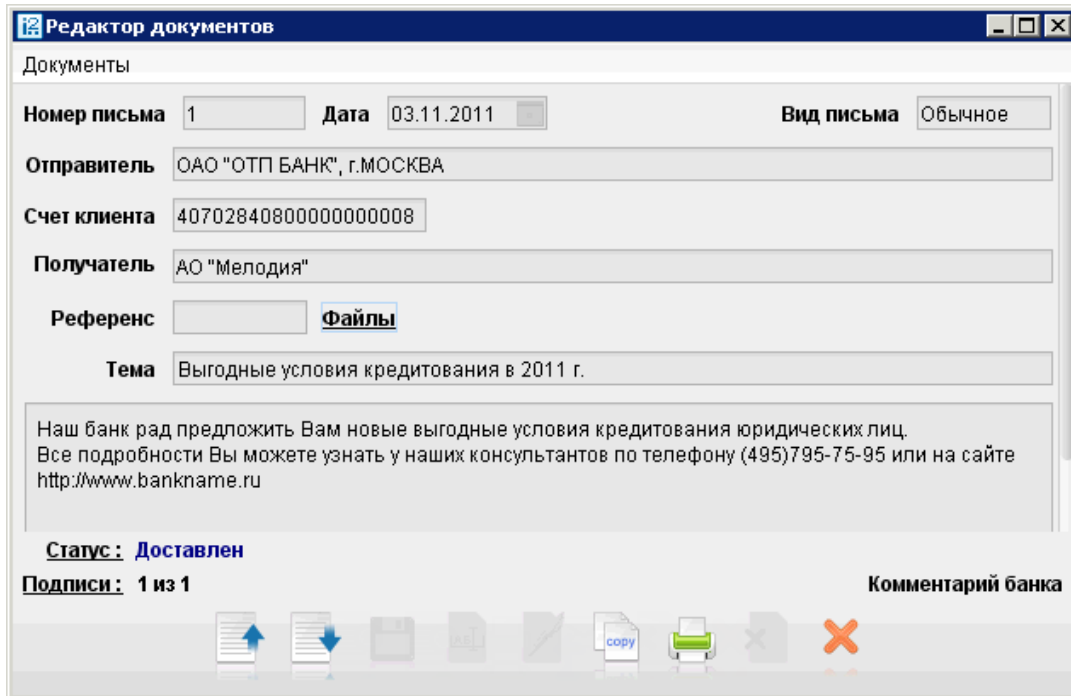 Редактор документов
Документы
Номер письма 1 Дата 03.11.2011 Вид письма Обычное
Отправитель ОАО "ОТП БАНК", г.МОСКВА
Счет клиента 40702840800000000008
Получатель АО "Мелодия"
Референс Файлы
Тема Выгодные условия кредитования в 2011 г.
Наш банк рад предложить Вам новые выгодные условия кредитования юридических лиц.
Все подробности Вы можете узнать у наших консультантов по телефону (495)795-75-95 или на сайте
http://www.bankname.ru
Статус : Доставлен
Подписи : 1 из 1 Комментарий банка
copy